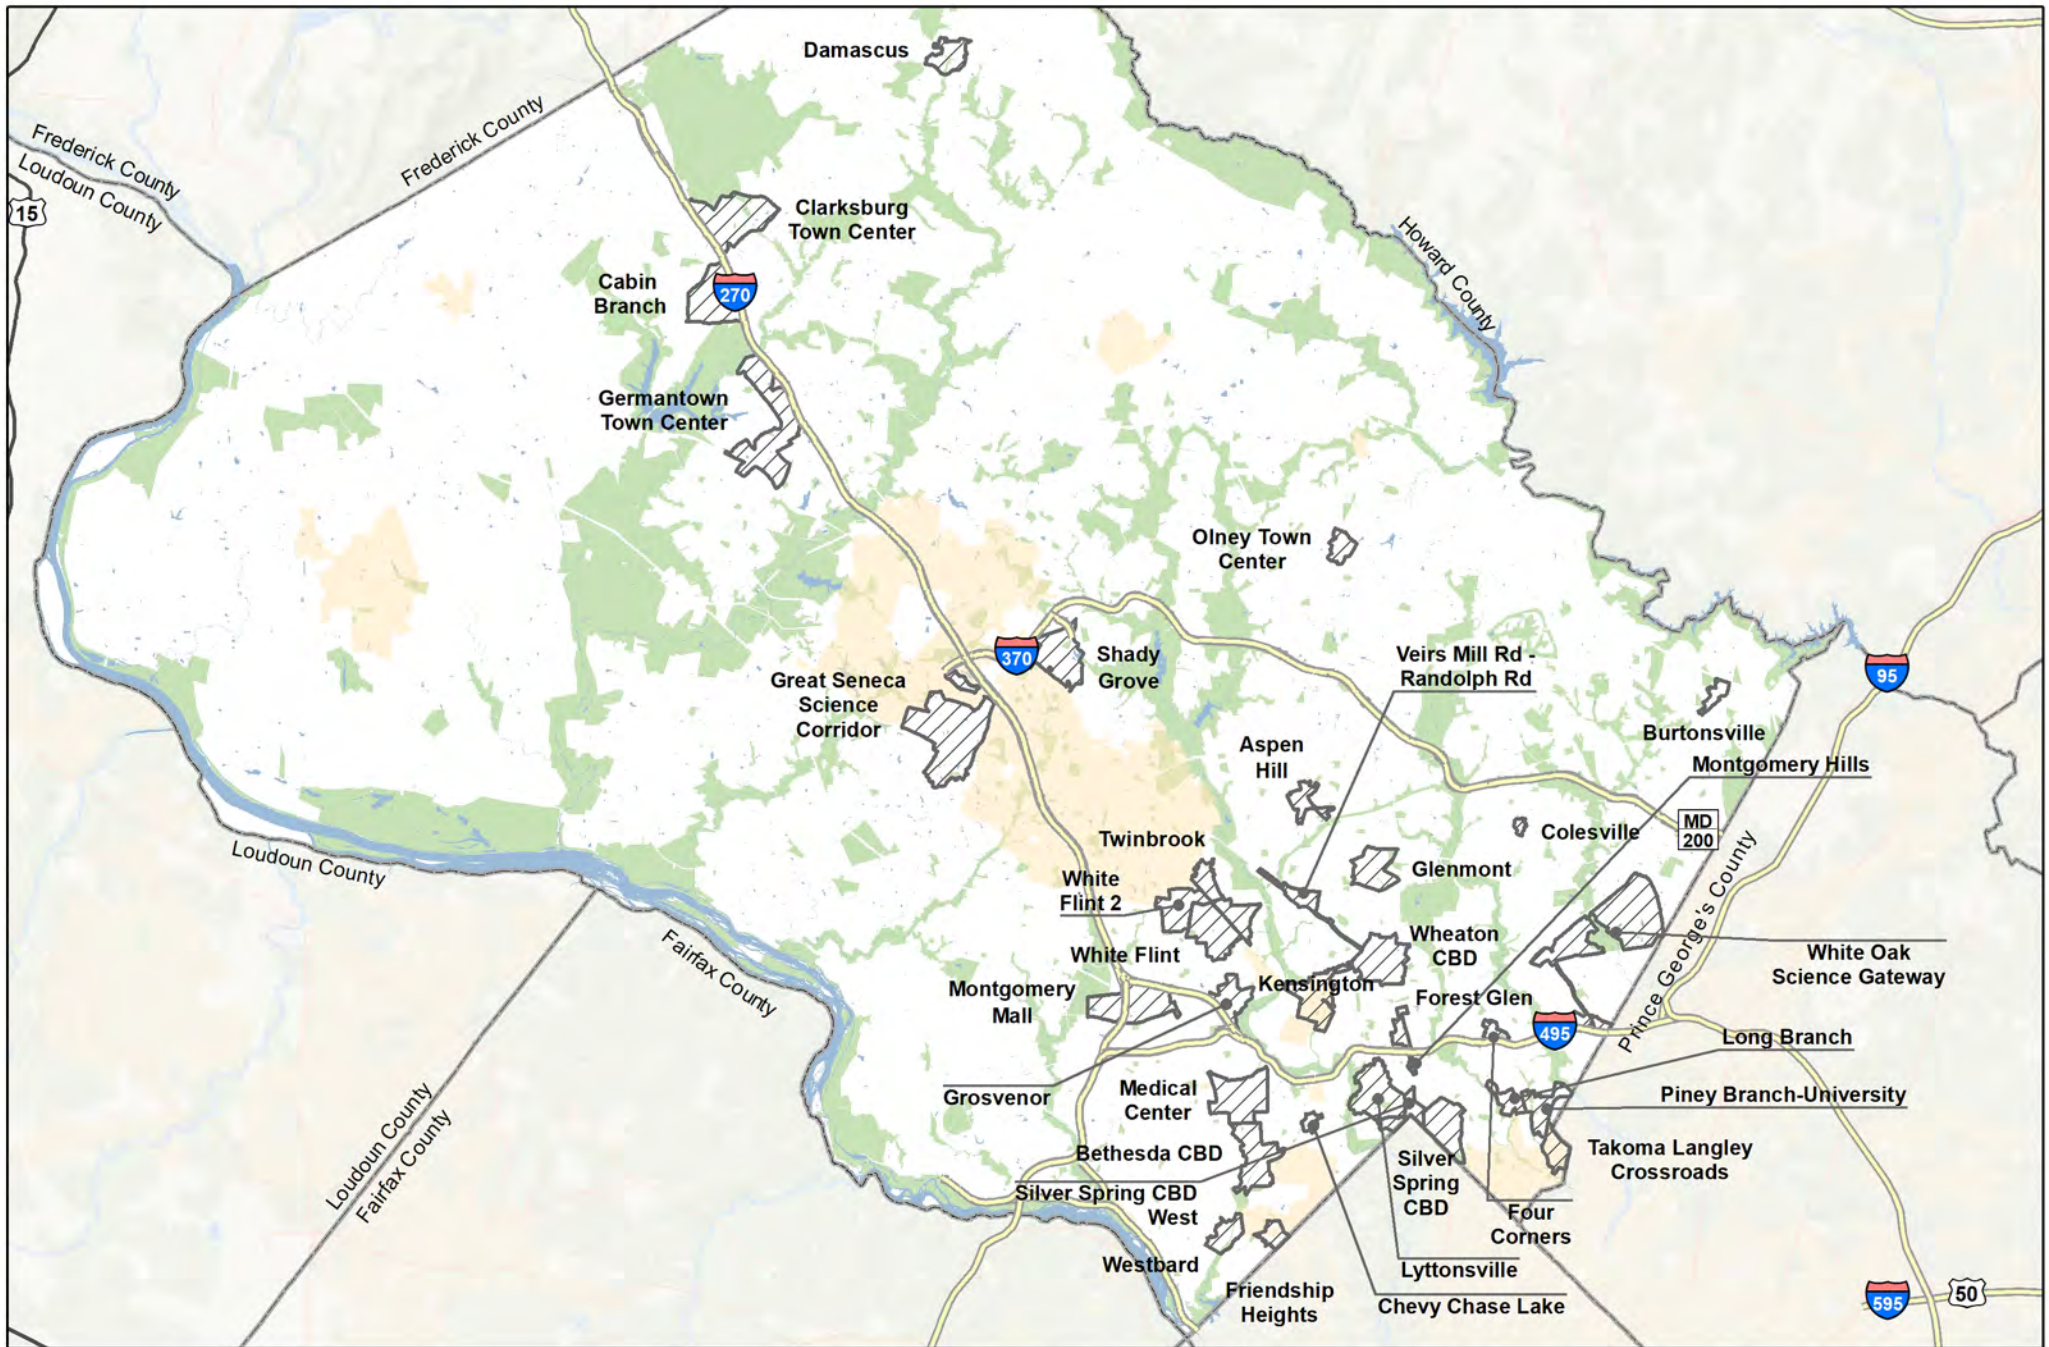 Damascus
Frederick County
Frederick County
Loudoun County
15
Clarksburg
Town Center
Howard County
Cabin
Branch
270
Germantown
Town Center
Olney Town
Center
370
Shady
Grove
Veirs Mill Rd -
Randolph Rd
95
Great Seneca
Science
Corridor
Burtonsville
Aspen
Hill
Montgomery Hills
MD
200
Colesville
Twinbrook
Loudoun County
Glenmont
White
Flint 2
Prince George's County
Wheaton
CBD
White Flint
White Oak
Science Gateway
Fairfax County
Montgomery
Mall
Kensington
Forest Glen
495
Long Branch
Grosvenor
Medical
Center
Piney Branch-University
Loudoun County
Fairfax County
Bethesda CBD
Takoma Langley
Crossroads
Silver
Spring
CBD
Silver Spring CBD
West
Four
Corners
Westbard
Lyttonsville
Friendship
Heights
Chevy Chase Lake
595
50